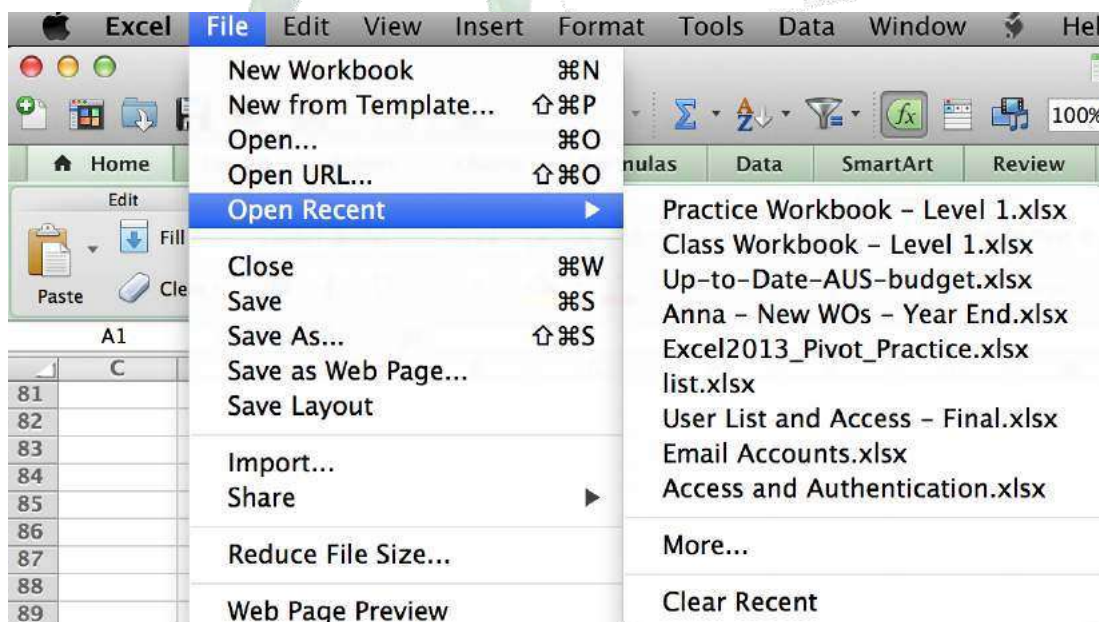 Excel File Edit View Insert Format Tools Data Window
100%
Home
Data SmartArt Review
Edit
Fill
Paste
A1
C
81
82
83
84
85
86
87
88
89
New Workbook ⌘N
New from Template... ⇧⌘P
Open... ⌘O
Open URL... ⇧⌘O
Open Recent ▶
Close ⌘W
Save ⌘S
Save As... ⇧⌘S
Save as Web Page...
Save Layout
Import...
Share ▶
Reduce File Size...
Web Page Preview
Practice Workbook – Level 1.xlsx
Class Workbook – Level 1.xlsx
Up-to-Date-AUS-budget.xlsx
Anna – New WOs – Year End.xlsx
Excel2013_Pivot_Practice.xlsx
list.xlsx
User List and Access – Final.xlsx
Email Accounts.xlsx
Access and Authentication.xlsx
More...
Clear Recent